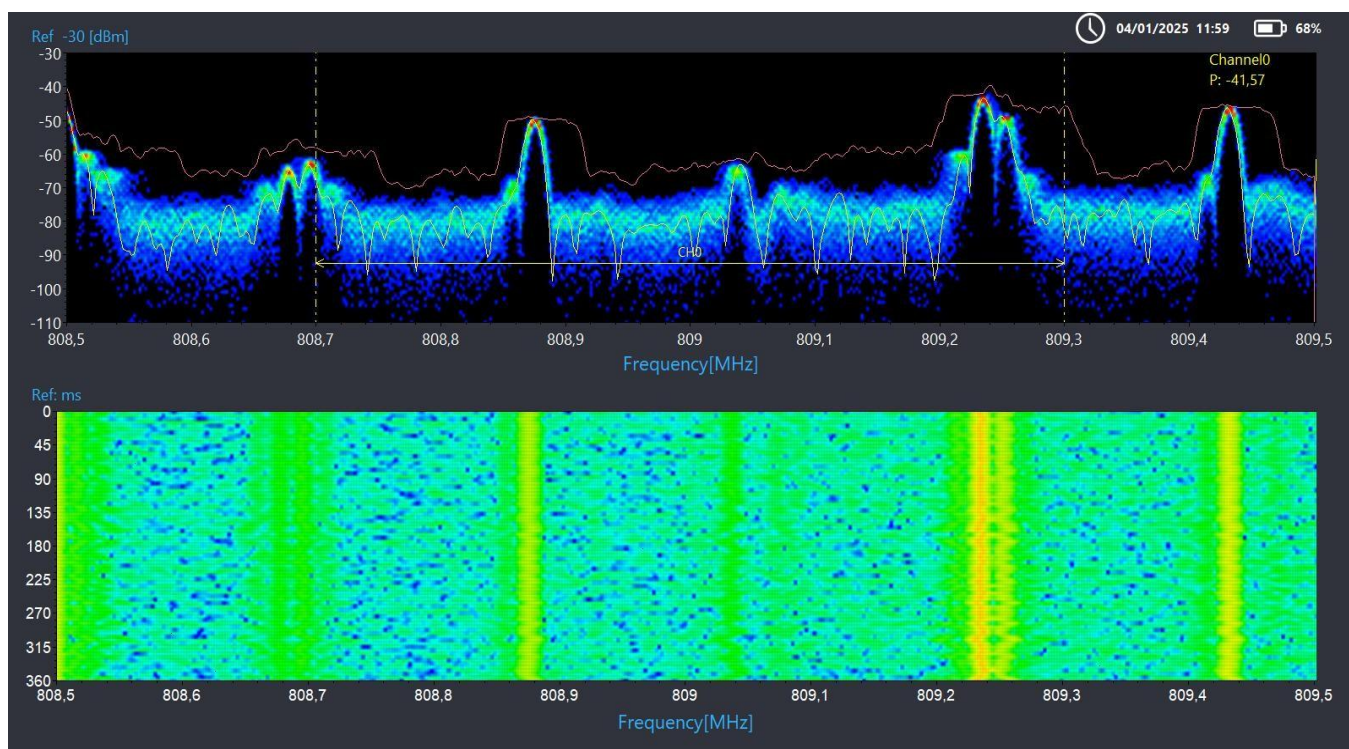 04/01/2025 11:59 68%
Ref -30 [dBm]
Channel0
P: -41,57
-30
-40
-50
-60
-70
-80
-90
-100
-110
CH0
808,5 808,6 808,7 808,8 808,9 809 809,1 809,2 809,3 809,4 809,5
Frequency[MHz]
Ref: ms
0
45
90
135
180
225
270
315
360
808,5 808,6 808,7 808,8 808,9 809 809,1 809,2 809,3 809,4 809,5
Frequency[MHz]